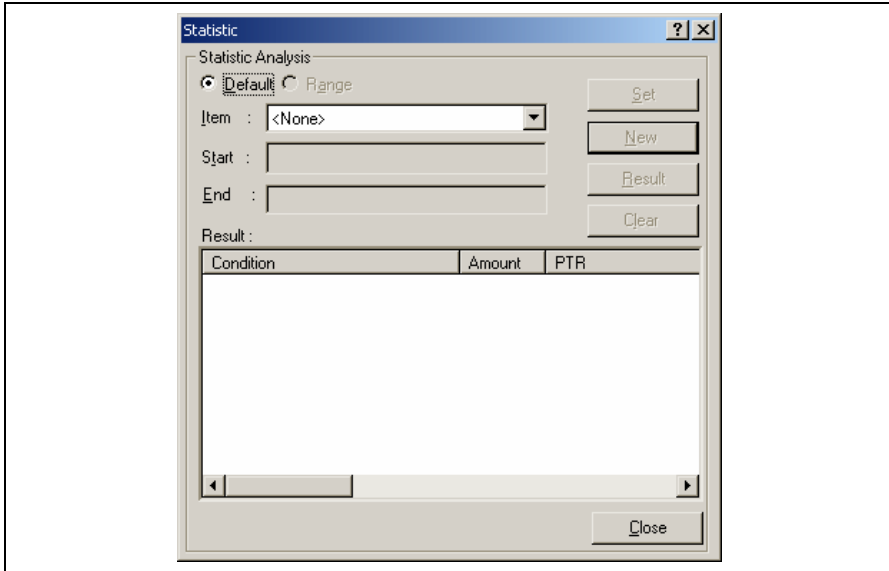 Statistic
Statistic Analysis
Default Range
Item : <None>
Start :
End :
Set
New
Result
Clear
Result :
Condition Amount PTR
Close